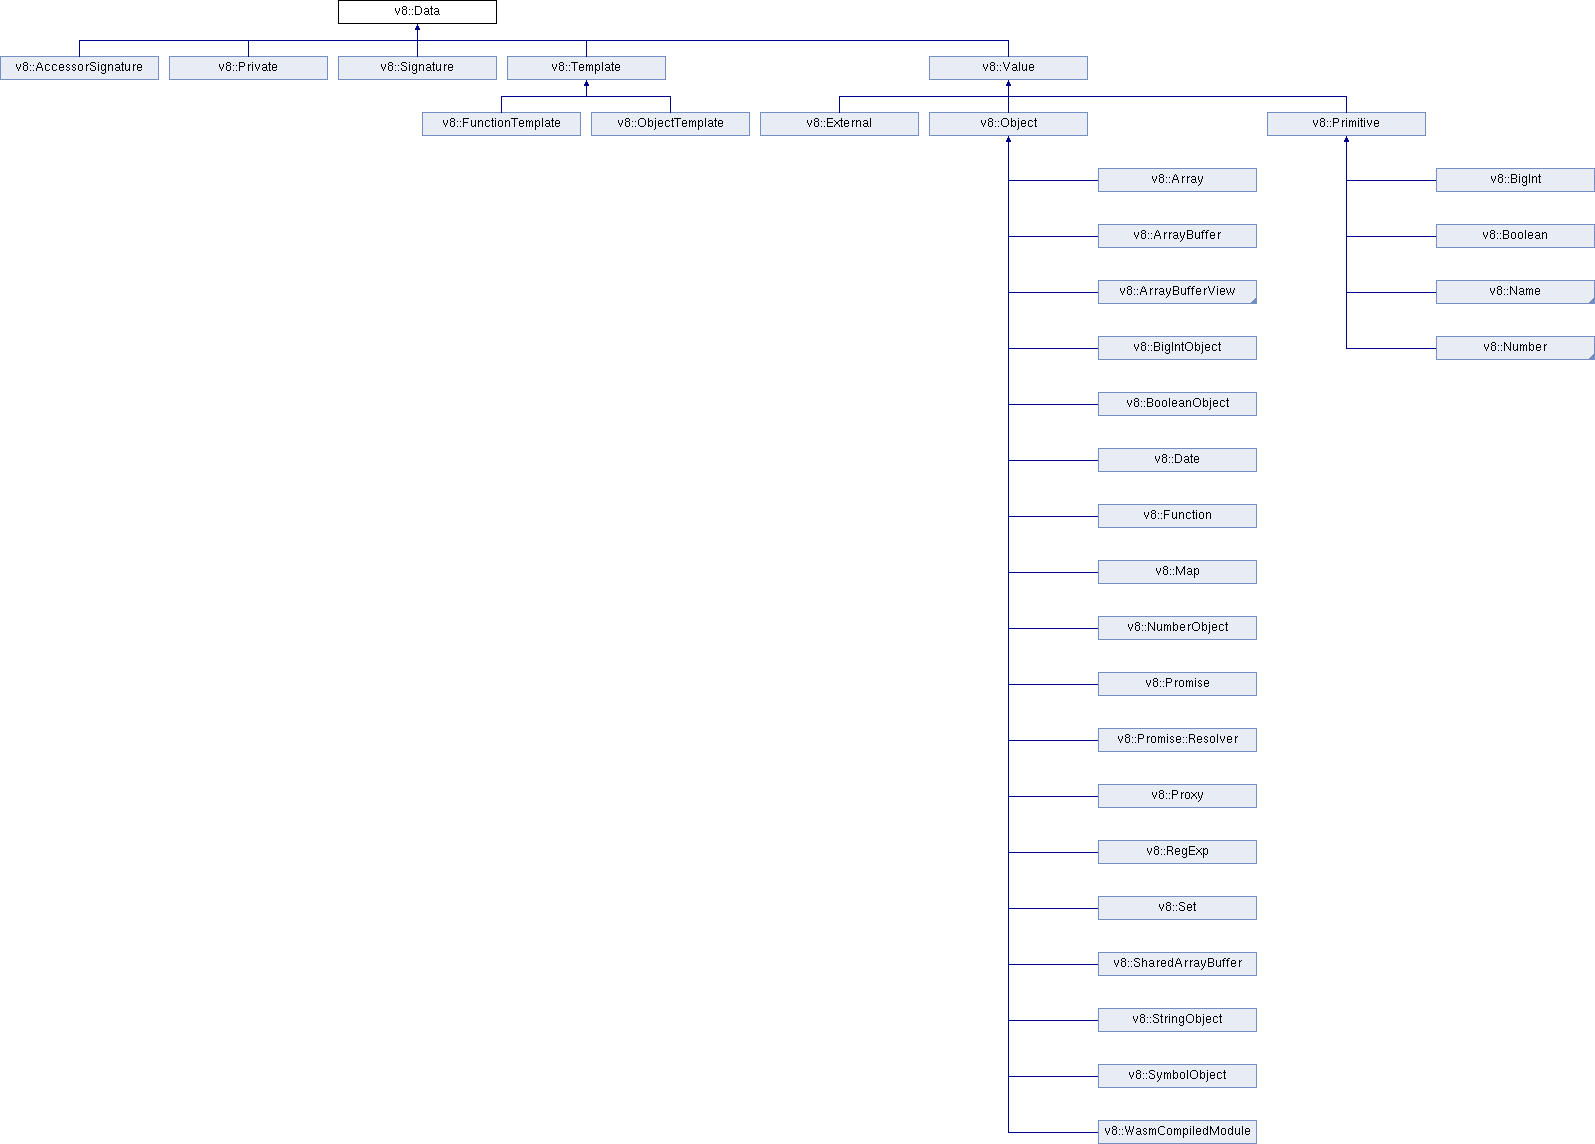 v8::Data
v8::AccessorSignature
v8::Private
v8::Signature
v8::Template
v8::Value
v8::FunctionTemplate
v8::ObjectTemplate
v8::External
v8::Object
v8::Primitive
v8::Array
v8::BigInt
v8::ArrayBuffer
v8::Boolean
v8::ArrayBufferView
v8::Name
v8::BigIntObject
v8::Number
v8::BooleanObject
v8::Date
v8::Function
v8::Map
v8::NumberObject
v8::Promise
v8::Promise::Resolver
v8::Proxy
v8::RegExp
v8::Set
v8::SharedArrayBuffer
v8::StringObject
v8::SymbolObject
v8::WasmCompiledModule